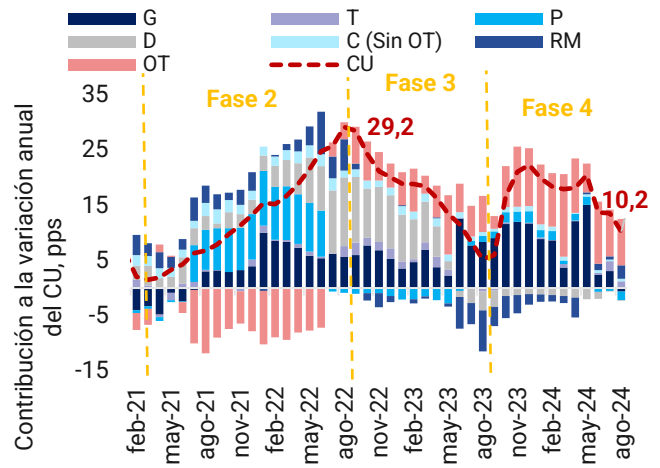 G
T
P
D
C (Sin OT)
RM
OT
CU
Contribución a la variación anual
del CU, pps
35
25
15
5
-5
-15
Fase 2
Fase 3
Fase 4
29,2
10,2
feb-21
may-21
ago-21
nov-21
feb-22
may-22
ago-22
nov-22
feb-23
may-23
ago-23
nov-23
feb-24
may-24
ago-24